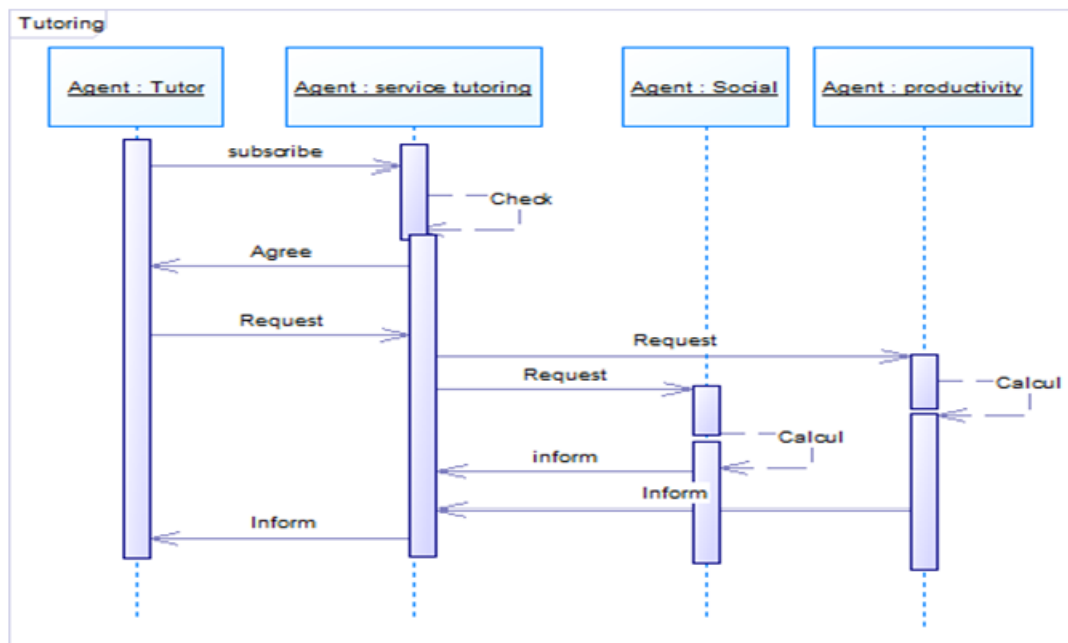 Tutoring
Agent : Tutor
Agent : service tutoring
Agent : Social
Agent : productivity
subscribe
Check
Agree
Request
Request
Request
Calcul
Calcul
inform
Inform
Inform